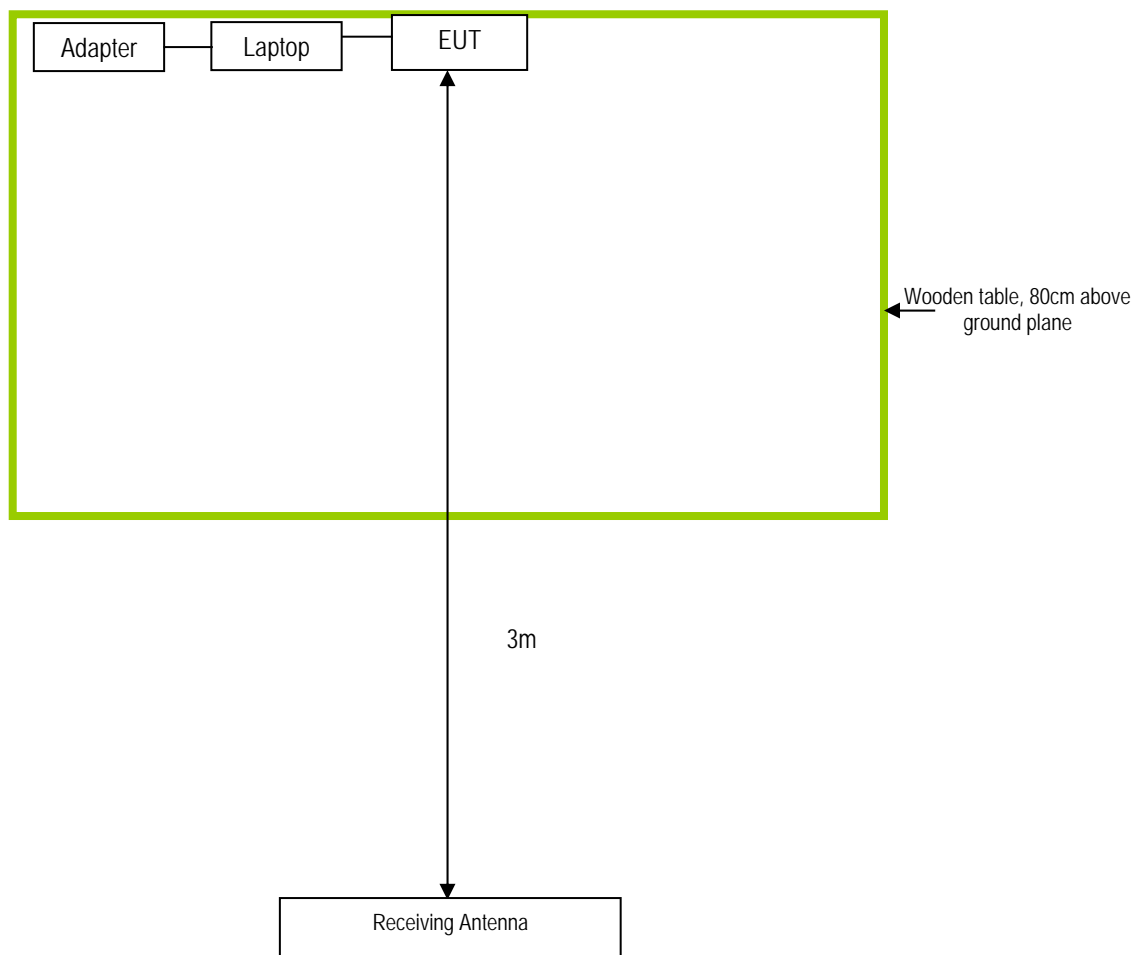 Adapter
Laptop
EUT
Wooden table, 80cm above
ground plane
3m
Receiving Antenna